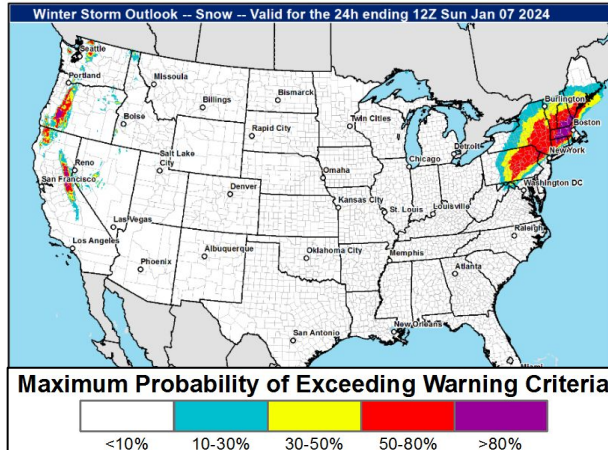 Winter Storm Outlook -- Snow -- Valid for the 24h ending 12Z Sun Jan 07 2024
Seattle
Portland
Missoula
Billings
Bismarck
Boise
Rapid City
Twin Cities
Burlington
Boston
New York
Detroit
Chicago
Reno
Salt Lake
City
San Francisco
Omaha
Denver
Kansas City
St. Louis
Louisville
Washington DC
Las Vegas
Raleigh
Los Angeles
Albuquerque
Oklahoma City
Memphis
Phoenix
Atlanta
San Antonio
New Orleans
Miami
Maximum Probability of Exceeding Warning Criteria
<10%
10-30%
30-50%
50-80%
>80%